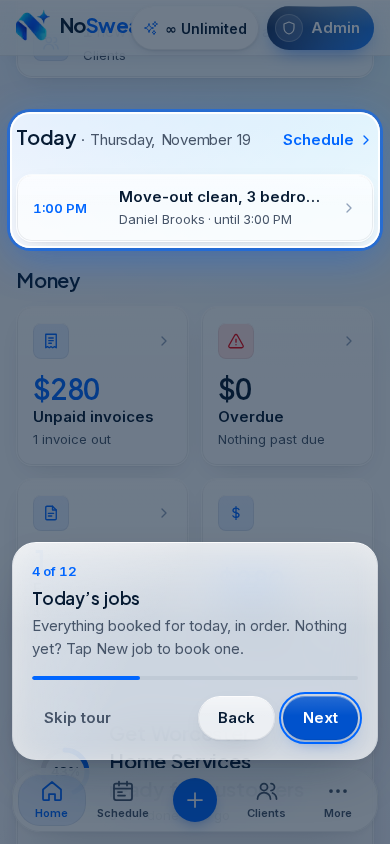 NoSwea
∞ Unlimited
Admin
Clients
Today · Thursday, November 19
Schedule
1:00 PM
Move-out clean, 3 bedro...
Daniel Brooks · until 3:00 PM
Money
$280
Unpaid invoices
1 invoice out
$0
Overdue
Nothing past due
4 of 12
Today's jobs
Everything booked for today, in order. Nothing
yet? Tap New job to book one.
Skip tour
Back
Next
Home Services
Home
Schedule
Clients
More